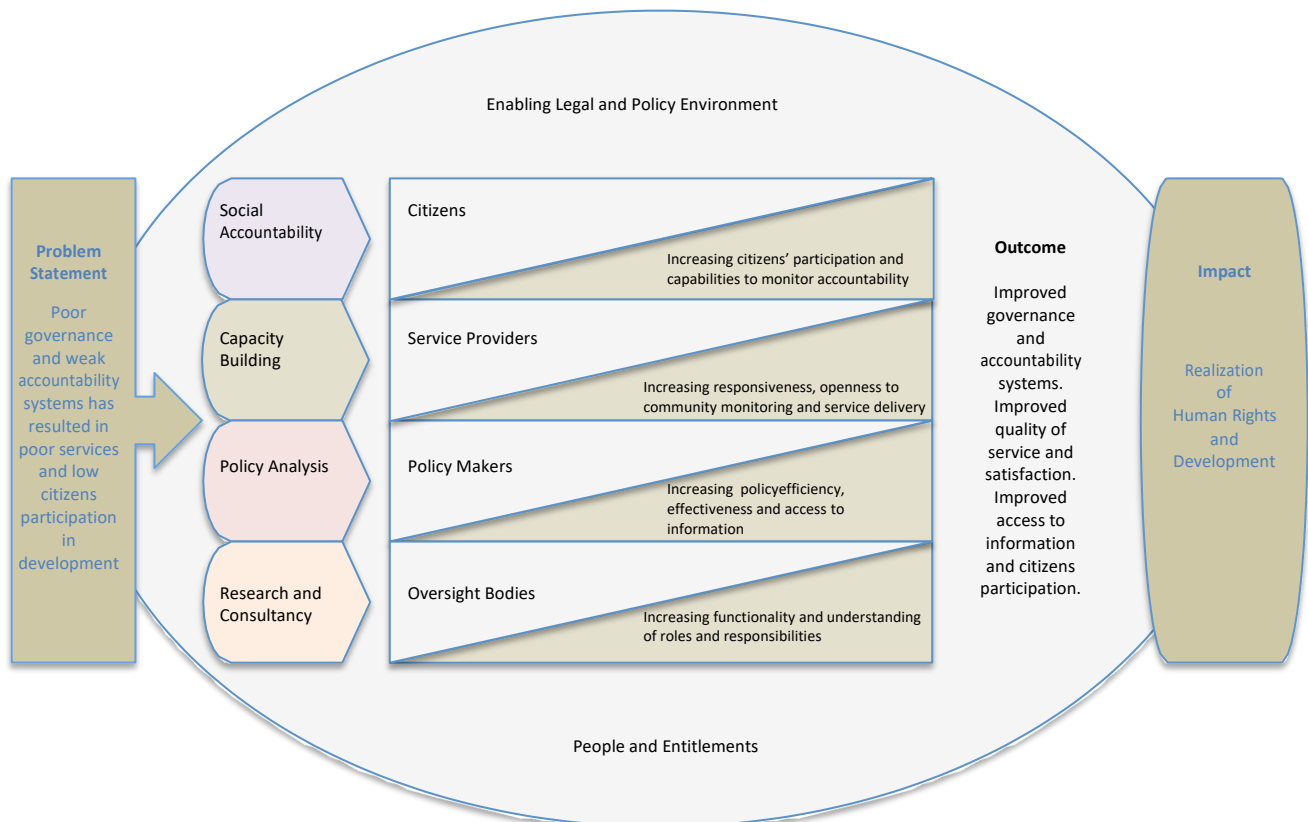 Enabling Legal and Policy Environment
Problem
Statement
Poor
governance
and weak
accountability
systems has
resulted in
poor services
and low
citizens
participation
in
development
Social
Accountability
Citizens
Increasing citizens’ participation and
capabilities to monitor accountability
Capacity
Building
Service Providers
Increasing responsiveness, openness to
community monitoring and service delivery
Policy Analysis
Policy Makers
Increasing policyefficiency,
effectiveness and access to
information
Research and
Consultancy
Oversight Bodies
Increasing functionality and understanding
of roles and responsibilities
Outcome
Improved
governance
and
accountability
systems.
Improved
quality of
service and
satisfaction.
Improved
access to
information
and citizens
participation.
Impact
Realization
of
Human Rights
and
Development
People and Entitlements